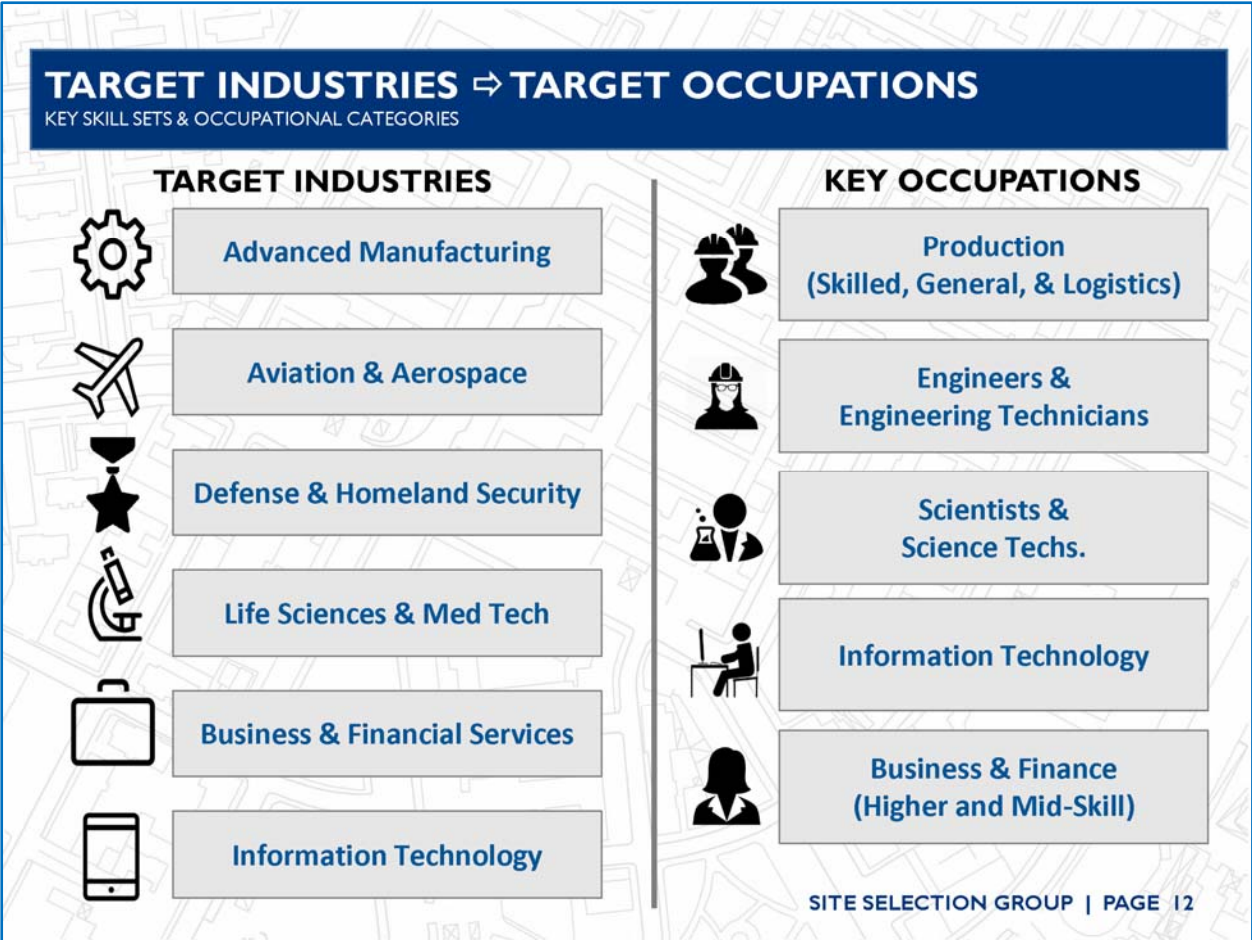 TARGET INDUSTRIES ⇨ TARGET OCCUPATIONS
KEY SKILL SETS & OCCUPATIONAL CATEGORIES
TARGET INDUSTRIES
Advanced Manufacturing
Aviation & Aerospace
Defense & Homeland Security
Life Sciences & Med Tech
Business & Financial Services
Information Technology
KEY OCCUPATIONS
Production
(Skilled, General, & Logistics)
Engineers &
Engineering Technicians
Scientists &
Science Techs.
Information Technology
Business & Finance
(Higher and Mid-Skill)
SITE SELECTION GROUP | PAGE 12